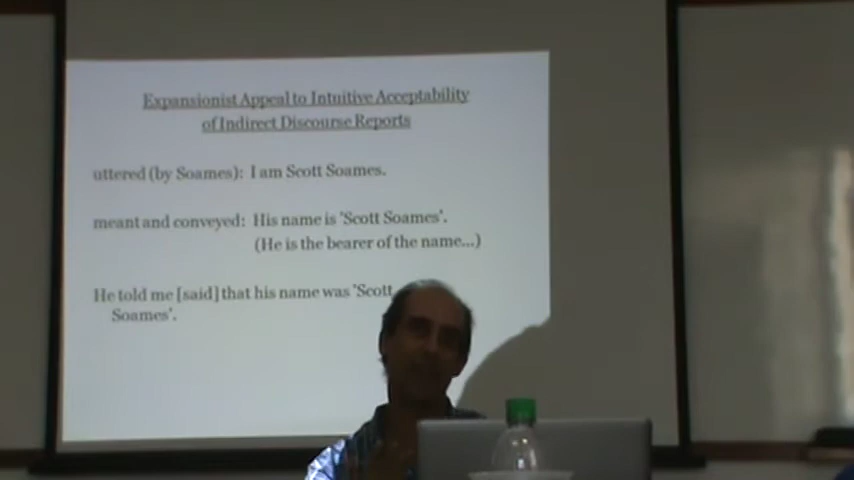 Expansionist Appeal to Intuitive Acceptability
of Indirect Discourse Reports
uttered (by Soames): I am Scott Soames.
meant and conveyed: His name is 'Scott Soames'.
(He is the bearer of the name...)
He told me [said] that his name was 'Scott
Soames'.